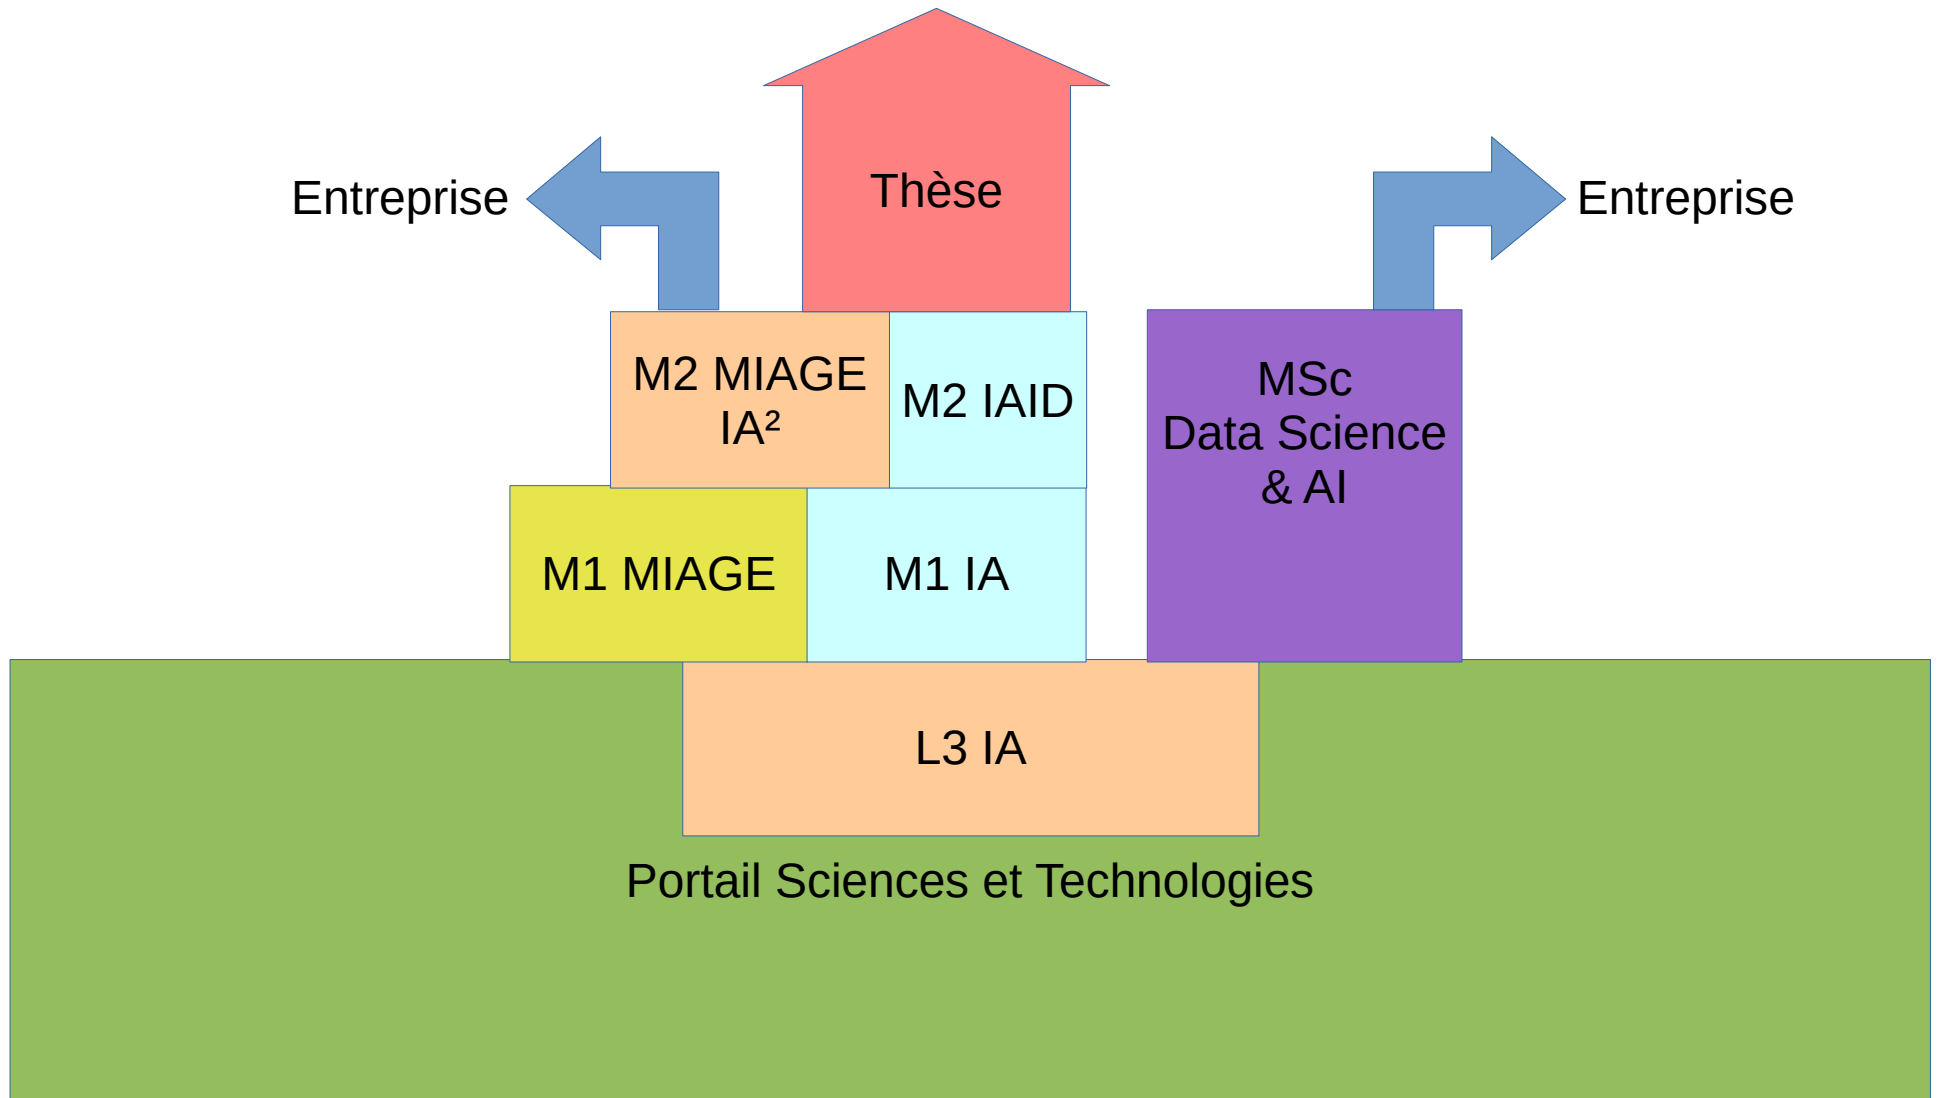 Thèse
Entreprise
Entreprise
M2 MIAGE
IA²
M2 IAID
MSc
Data Science
& AI
M1 MIAGE
M1 IA
L3 IA
Portail Sciences et Technologies